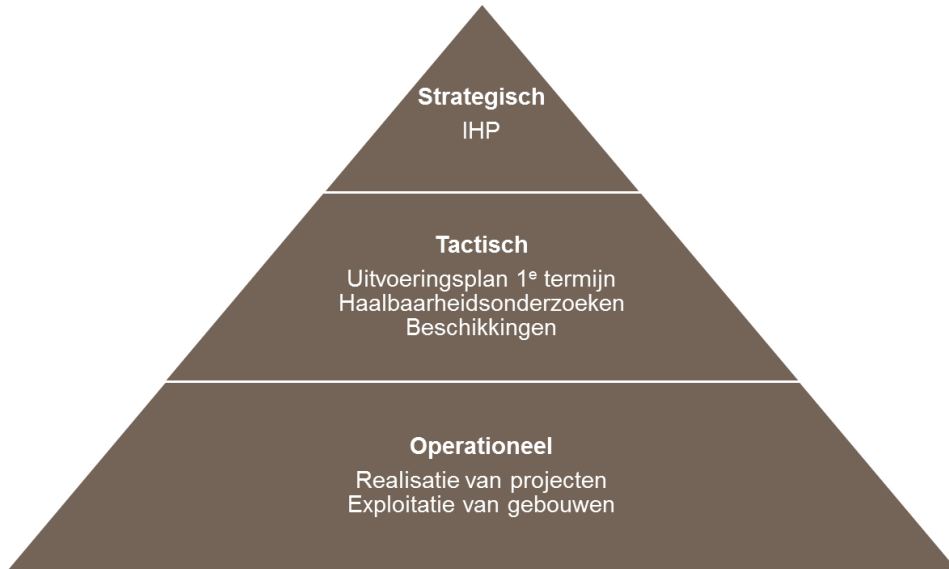 Strategisch
IHP
Tactisch
Uitvoeringsplan 1ᵉ termijn
Haalbaarheidsonderzoeken
Beschikkingen
Operationeel
Realisatie van projecten
Exploitatie van gebouwen